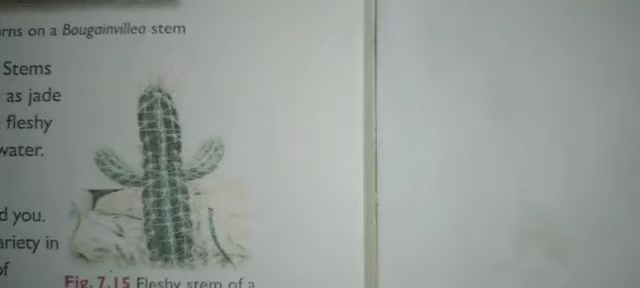 rns on a Bougainvillea stem
Stems
as jade
fleshy
water.
d you.
ariety in
of
Fig. 7.15 Fleshy stem of a